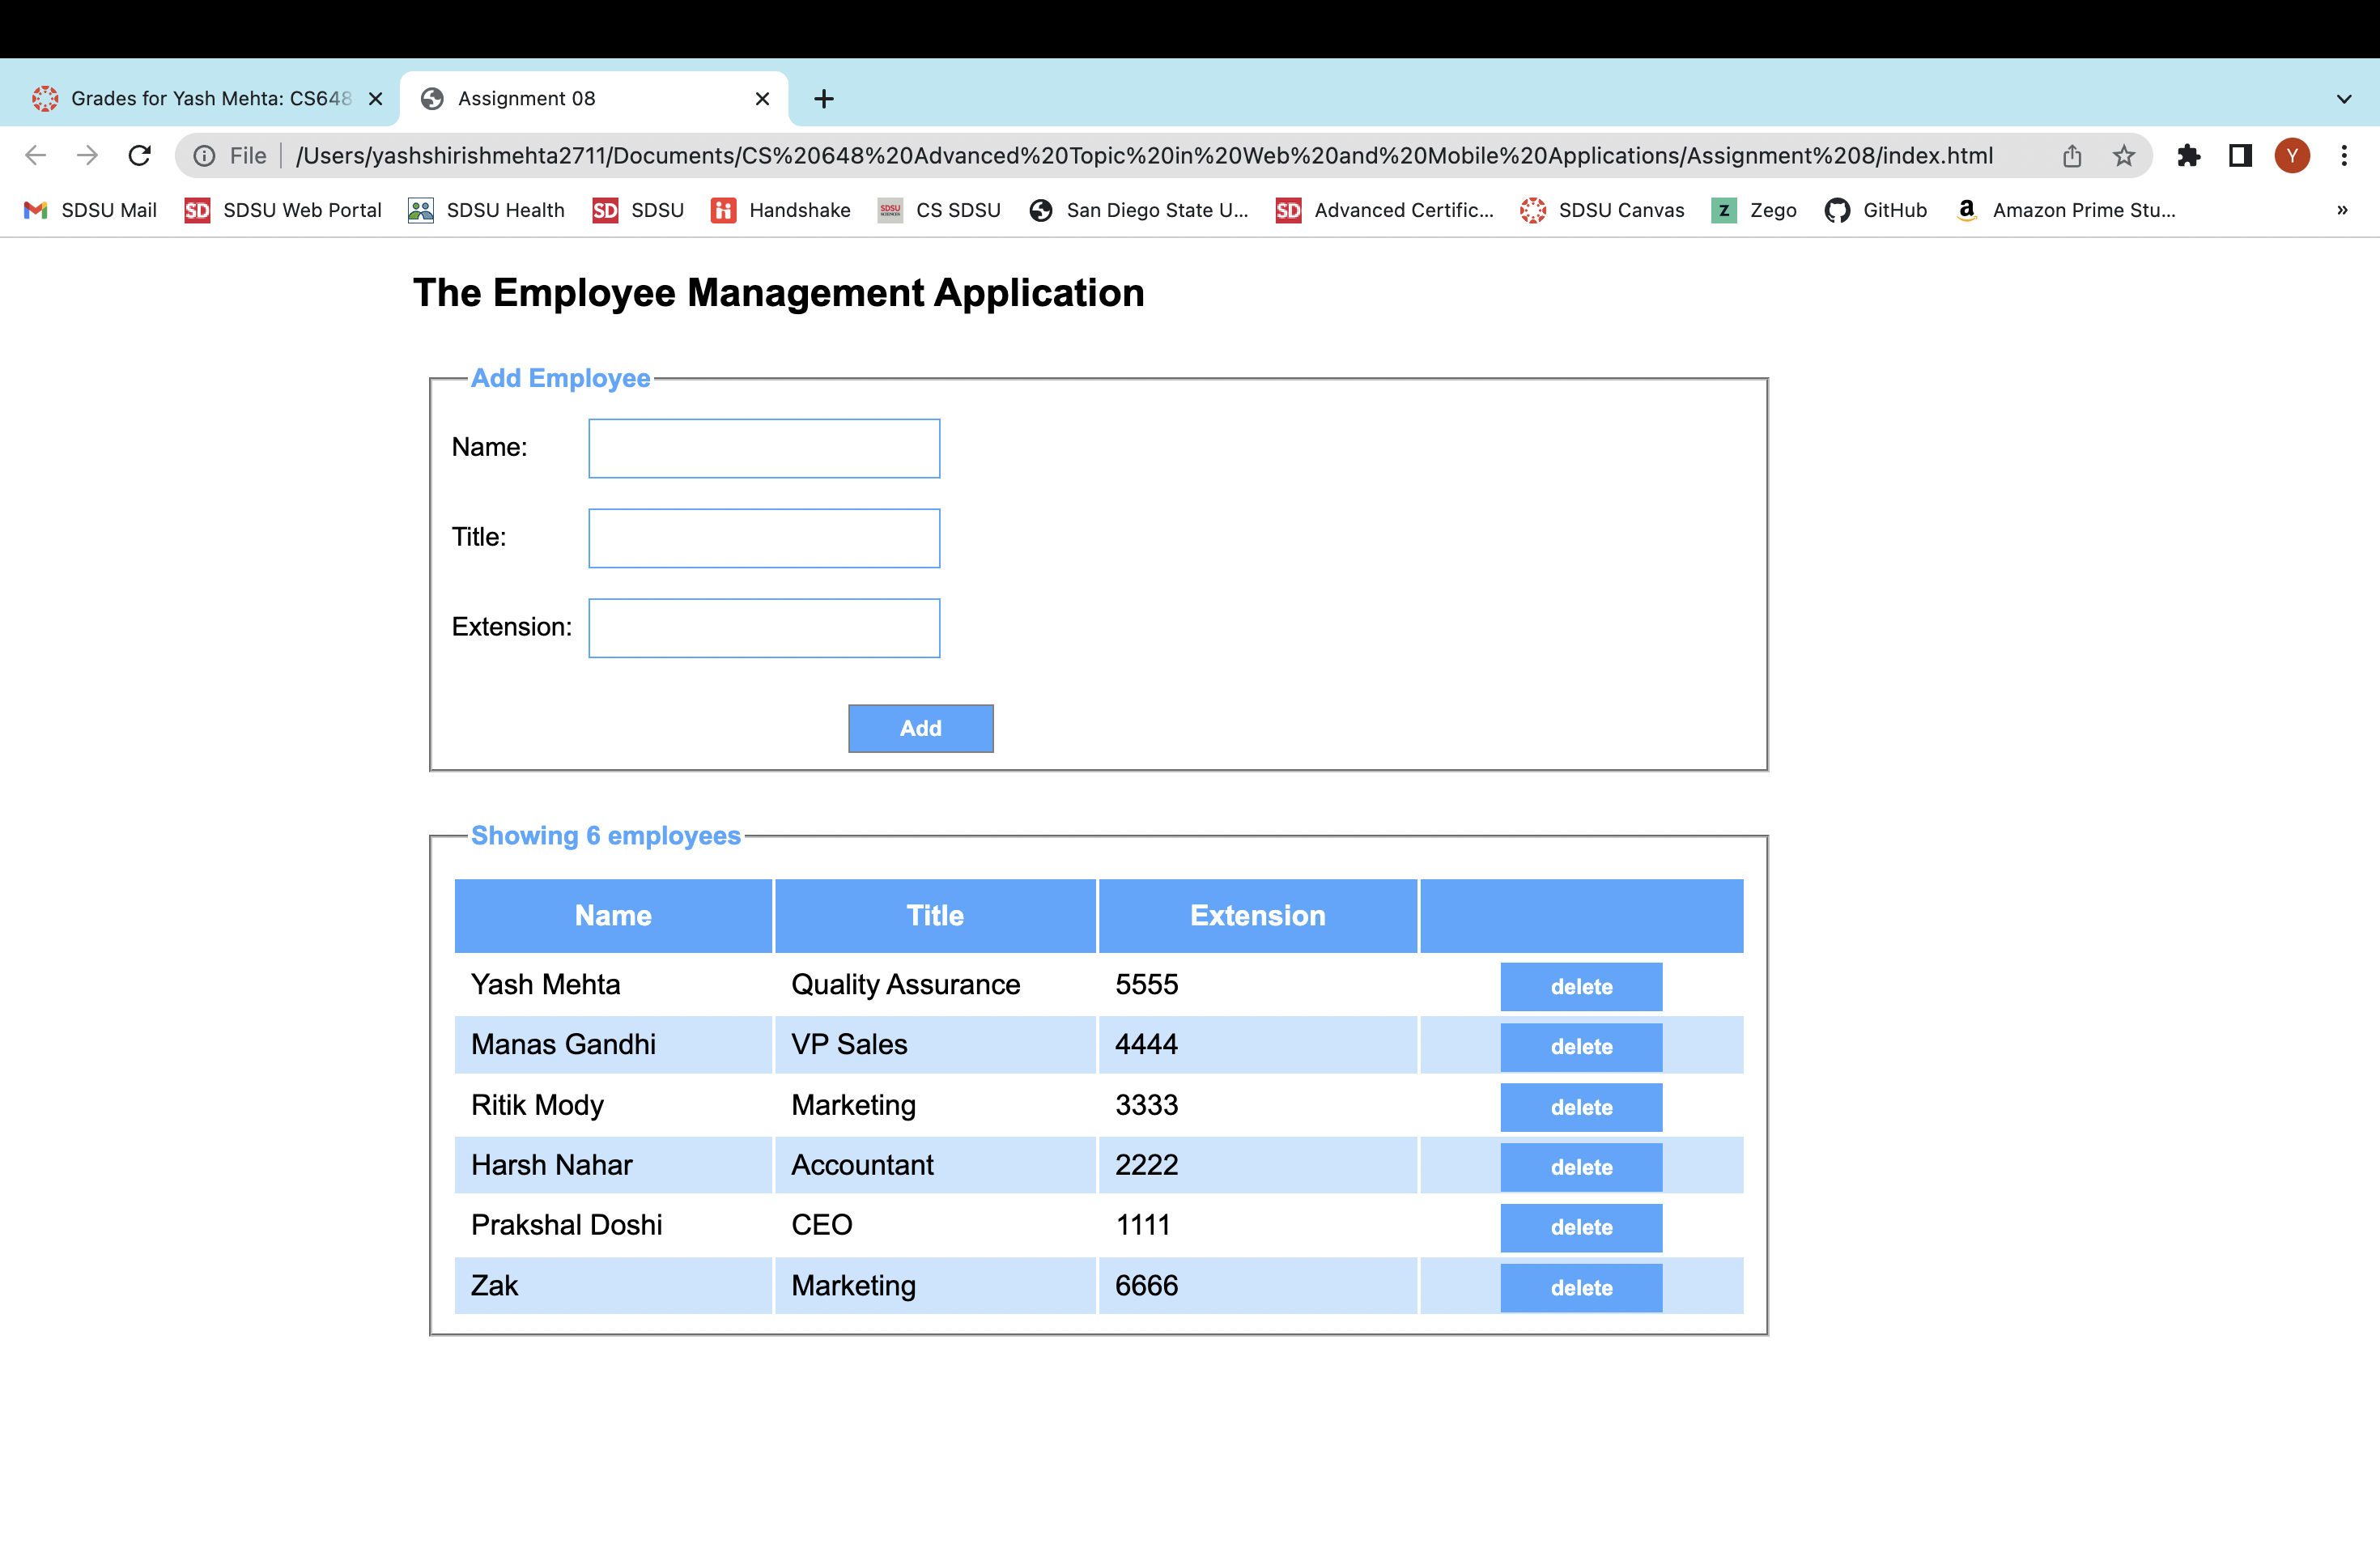 Grades for Yash Mehta: CS648
Assignment 08
File /Users/yashshirishmehta2711/Documents/CS%20648%20Advanced%20Topic%20in%20Web%20and%20Mobile%20Applications/Assignment%208/index.html Y
SDSU Mail SD SDSU Web Portal SDSU Health SD SDSU Handshake SDSU CS SDSU San Diego State U... SD Advanced Certific... SDSU Canvas Z Zego GitHub a Amazon Prime Stu... »
The Employee Management Application
Add Employee
Name:
Title:
Extension:
Add
Showing 6 employees
Name Title Extension
Yash Mehta Quality Assurance 5555 delete
Manas Gandhi VP Sales 4444 delete
Ritik Mody Marketing 3333 delete
Harsh Nahar Accountant 2222 delete
Prakshal Doshi CEO 1111 delete
Zak Marketing 6666 delete